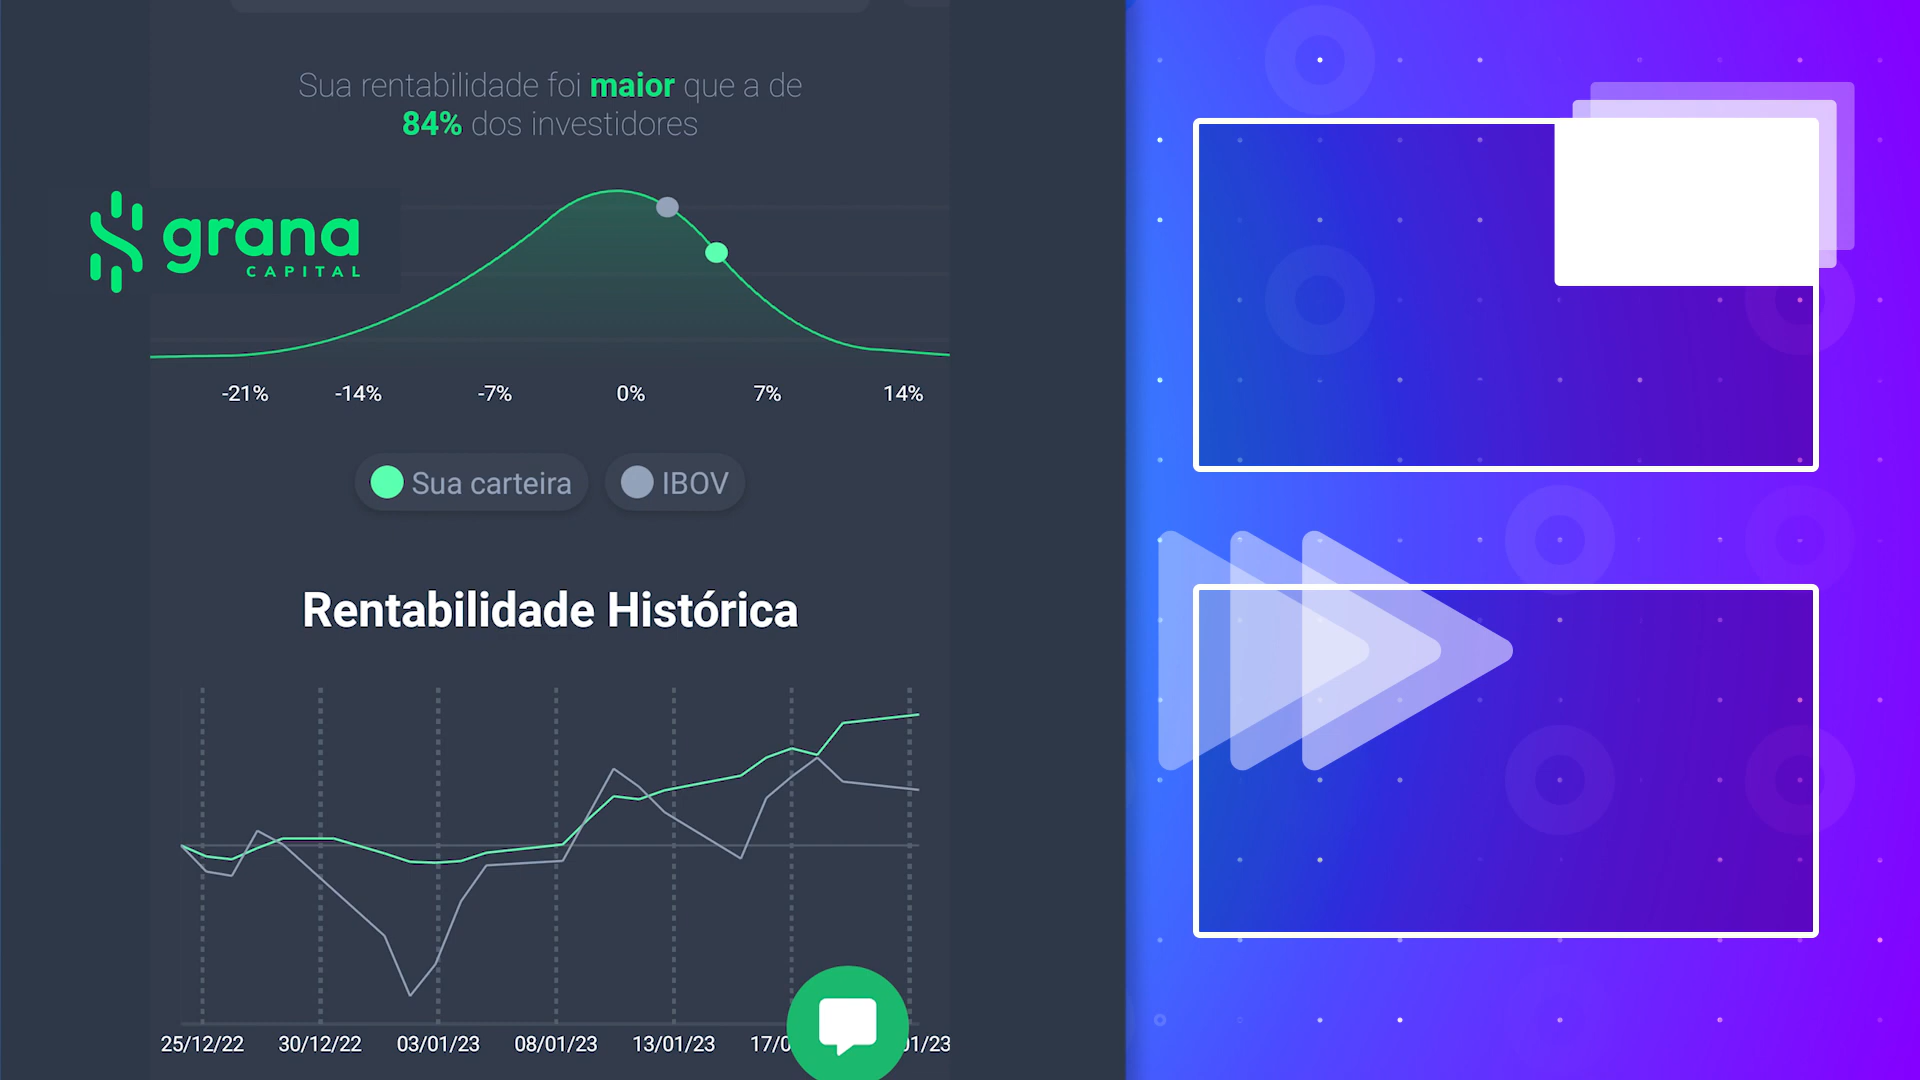 Sua rentabilidade foi maior que a de
84% dos investidores
grana
CAPITAL
-21% -14% -7% 0% 7% 14%
Sua carteira IBOV
Rentabilidade Histórica
25/12/22 30/12/22 03/01/23 08/01/23 13/01/23